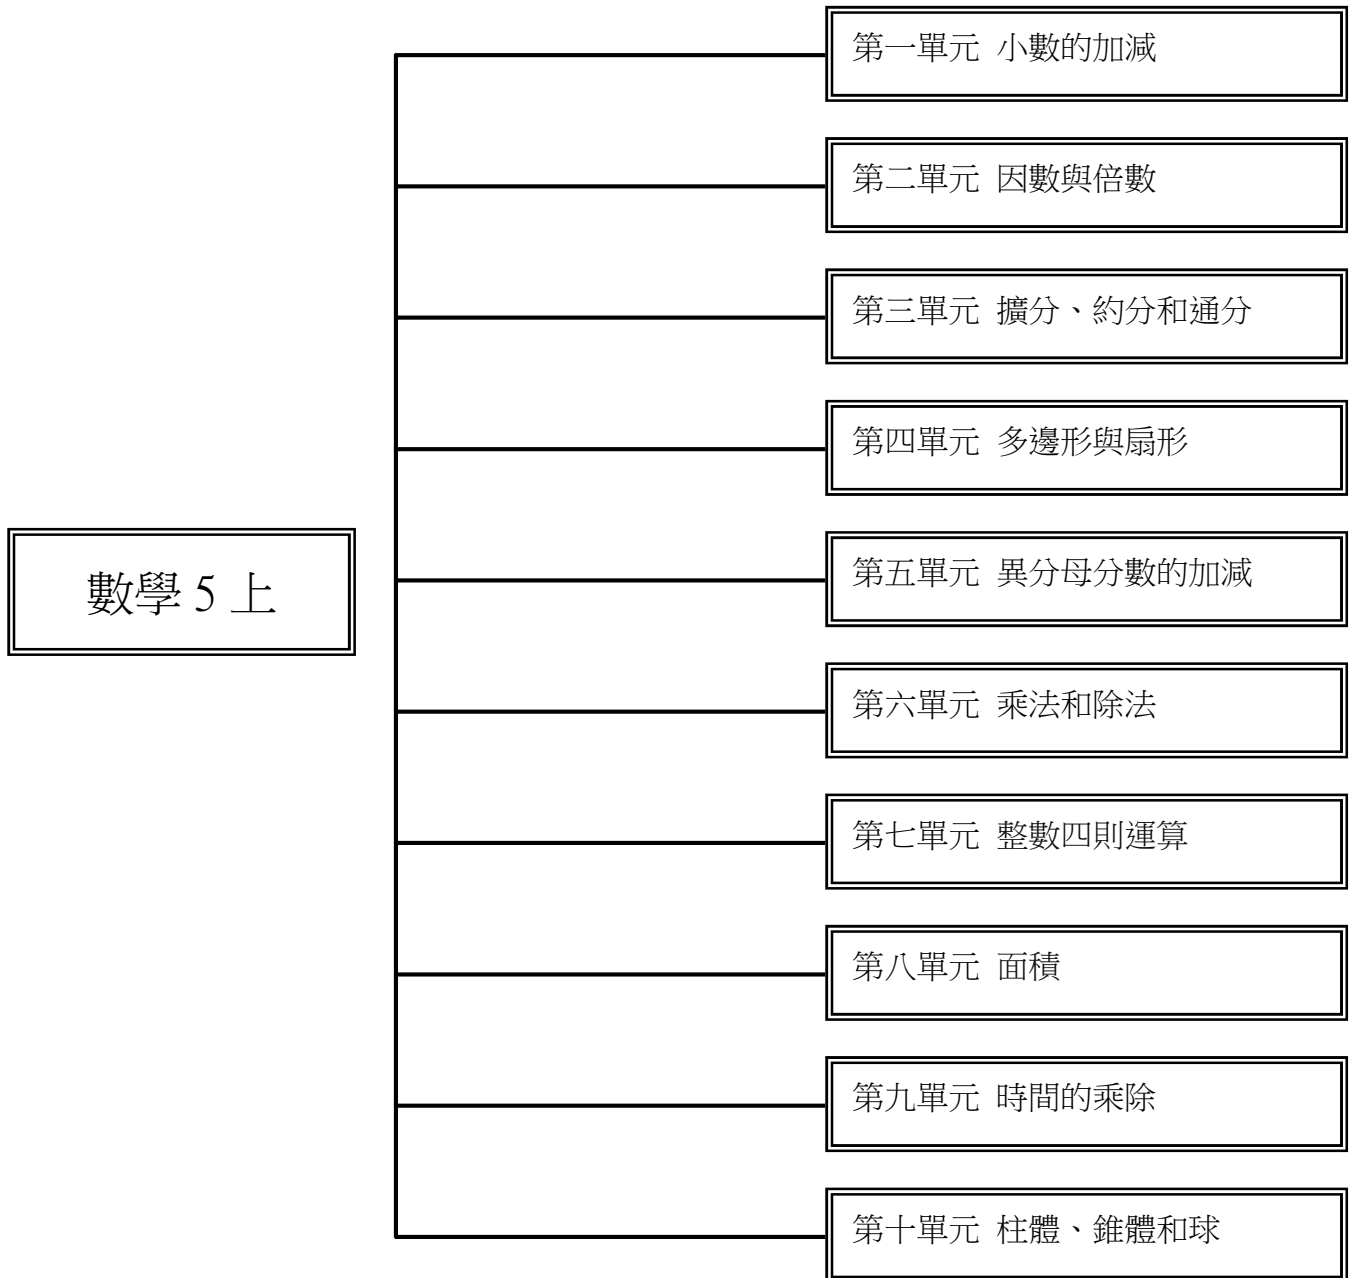 第一單元 小數的加減
第二單元 因數與倍數
第三單元 擴分、約分和通分
第四單元 多邊形與扇形
數學 5 上
第五單元 異分母分數的加減
第六單元 乘法和除法
第七單元 整數四則運算
第八單元 面積
第九單元 時間的乘除
第十單元 柱體、錐體和球